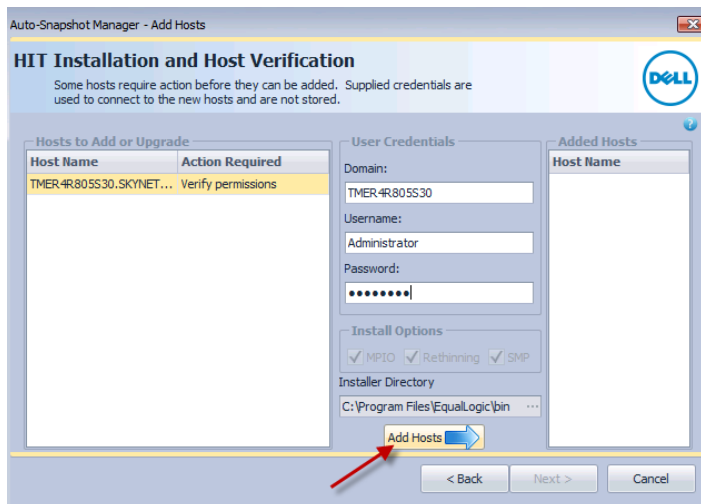 Auto-Snapshot Manager - Add Hosts
HIT Installation and Host Verification
Some hosts require action before they can be added. Supplied credentials are
used to connect to the new hosts and are not stored.
DELL
?
Hosts to Add or Upgrade
Host Name Action Required
TMER4R805S30.SKYNET... Verify permissions
User Credentials
Domain:
TMER4R805S30
Username:
Administrator
Password:
••••••••
Install Options
MPIO Rethinning SMP
Installer Directory
C:\Program Files\EqualLogic\bin ...
Add Hosts
Added Hosts
Host Name
< Back Next > Cancel